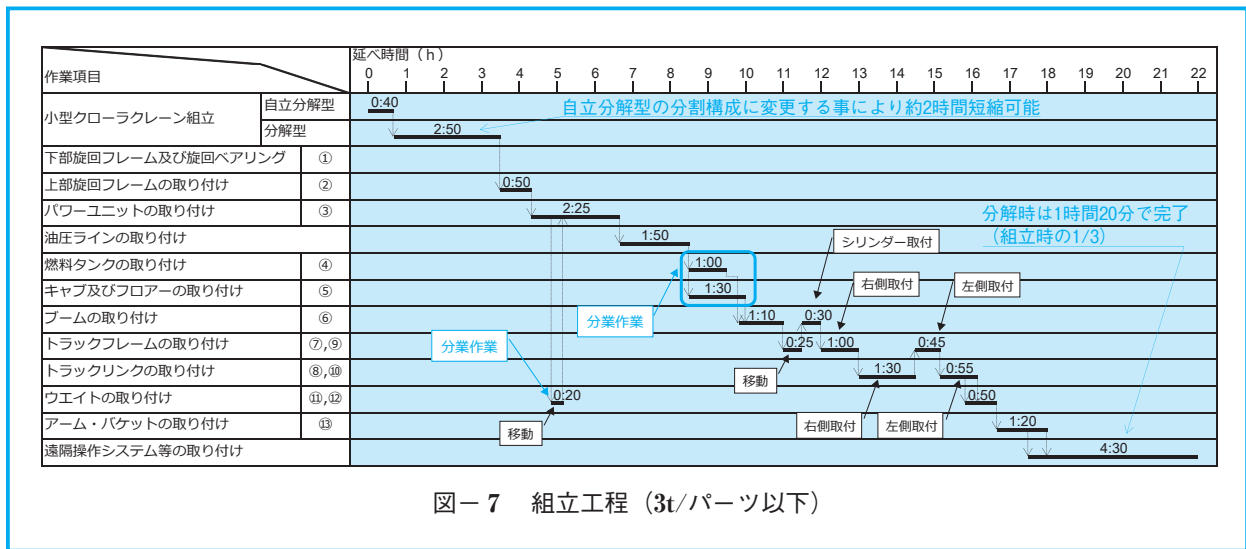 延べ時間（h）
作業項目
0 1 2 3 4 5 6 7 8 9 10 11 12 13 14 15 16 17 18 19 20 21 22
小型クローラクレーン組立
自立分解型
0:40
自立分解型の分割構成に変更する事により約2時間短縮可能
分解型
2:50
下部旋回フレーム及び旋回ベアリング ①
上部旋回フレームの取り付け ② 0:50
パワーユニットの取り付け ③ 2:25
分解時は1時間20分で完了
（組立時の1/3）
油圧ラインの取り付け 1:50
シリンダー取付
燃料タンクの取り付け ④ 1:00
右側取付
左側取付
キャブ及びフロアーの取り付け ⑤ 1:30
分業作業
ブームの取り付け ⑥ 1:10 0:30
トラックフレームの取り付け ⑦,⑨ 0:25 1:00 0:45
分業作業
移動
トラックリンクの取り付け ⑧,⑩ 1:30 0:55
ウエイトの取り付け ⑪,⑫ 0:20 0:50
移動
右側取付
左側取付
アーム・バケットの取り付け ⑬ 1:20
遠隔操作システム等の取り付け 4:30
図－7 組立工程（3t/パーツ以下）